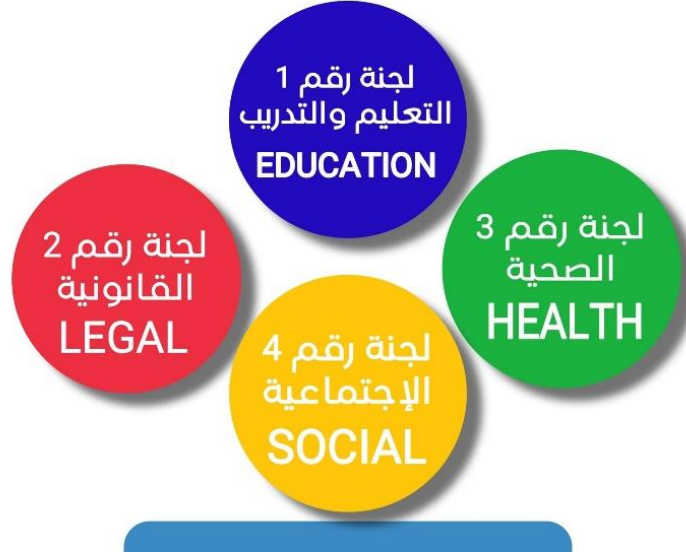 لجنة رقم 1
التعليم والتدريب
EDUCATION
لجنة رقم 2
القانونية
LEGAL
لجنة رقم 3
الصحية
HEALTH
لجنة رقم 4
الإجتماعية
SOCIAL